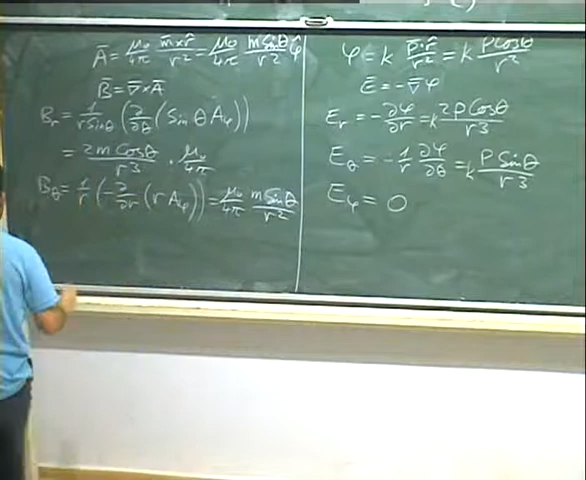 Ā = μ₀/4π m̄×r̂/r² = μ₀/4π m Sinθ/r² φ̂
B̄ = ∇̄×Ā
B_r = 1/(r Sinθ) (∂/∂θ (Sinθ A_φ))
= 2m Cosθ/r³ · μ₀/4π
B_θ = 1/r (-∂/∂r (r A_φ)) = μ₀/4π m Sinθ/r²
φ = k p̄·r̂/r² = k P Cosθ/r²
Ē = -∇̄φ
E_r = -∂φ/∂r = k 2P Cosθ/r³
E_θ = -1/r ∂φ/∂θ = k P Sinθ/r³
E_φ = 0